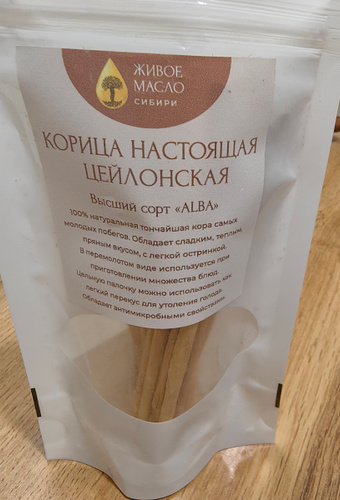 ЖИВОЕ
МАСЛО
СИБИРИ
КОРИЦА НАСТОЯЩАЯ
ЦЕЙЛОНСКАЯ
Высший сорт «ALBA»
100% натуральная тончайшая кора самых
молодых побегов. Обладает сладким, теплым,
пряным вкусом, с легкой остринкой.
В перемолотом виде используется при
приготовлении множества блюд.
Цельную палочку можно использовать как
легкий перекус для утоления голода.
Обладает антимикробными свойствами.